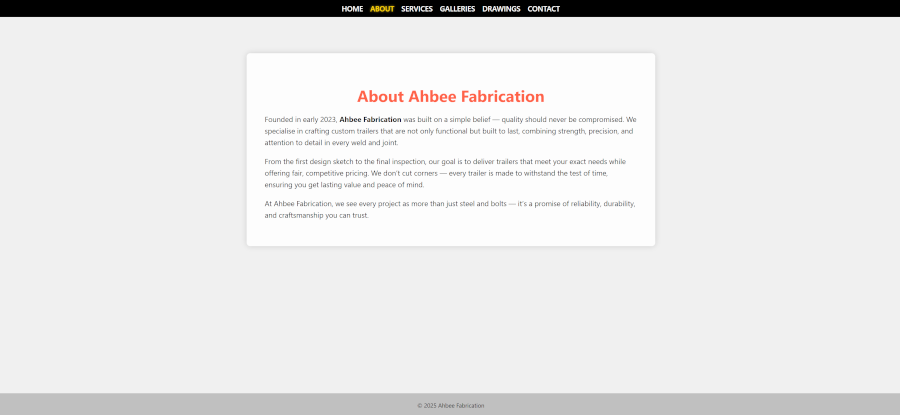 HOME ABOUT SERVICES GALLERIES DRAWINGS CONTACT
About Ahbee Fabrication
Founded in early 2023, Ahbee Fabrication was built on a simple belief — quality should never be compromised. We
specialise in crafting custom trailers that are not only functional but built to last, combining strength, precision, and
attention to detail in every weld and joint.
From the first design sketch to the final inspection, our goal is to deliver trailers that meet your exact needs while
offering fair, competitive pricing. We don't cut corners — every trailer is made to withstand the test of time,
ensuring you get lasting value and peace of mind.
At Ahbee Fabrication, we see every project as more than just steel and bolts — it's a promise of reliability, durability,
and craftsmanship you can trust.
© 2025 Ahbee Fabrication